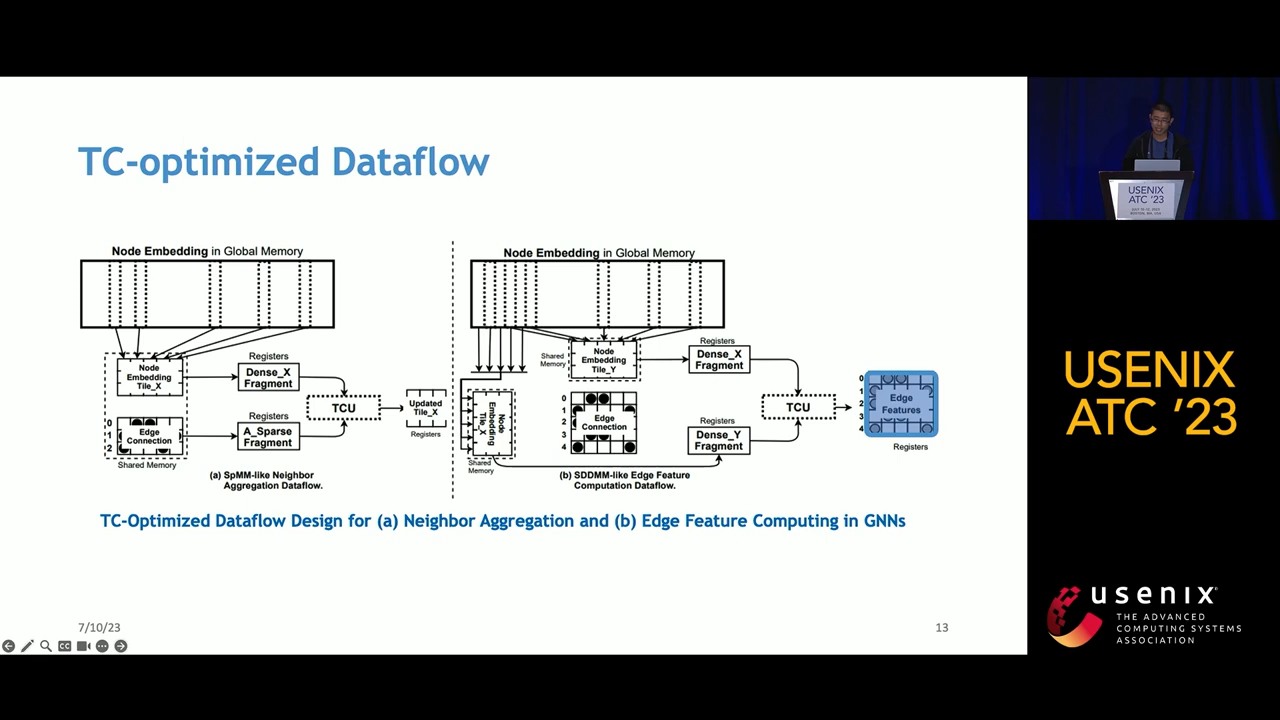 TC-optimized Dataflow
Node Embedding in Global Memory
Node
Embedding
Tile_X
0
1
2
Edge
Connection
Shared Memory
Registers
Dense_X
Fragment
Registers
A_Sparse
Fragment
TCU
Updated
Tile_X
Registers
(a) SpMM-like Neighbor
Aggregation Dataflow.
Node Embedding in Global Memory
Shared
Memory
Node
Embedding
Tile_Y
Registers
Dense_X
Fragment
Node
Embedding
Tile_X
Shared
Memory
0
1
2
3
4
Edge
Connection
Registers
Dense_Y
Fragment
TCU
0
1
2
3
4
Edge
Features
Registers
(b) SDDMM-like Edge Feature
Computation Dataflow.
TC-Optimized Dataflow Design for (a) Neighbor Aggregation and (b) Edge Feature Computing in GNNs
7/10/23
13
CC
USENIX
ATC '23
USENIX
ATC '23
usenix
THE ADVANCED
COMPUTING SYSTEMS
ASSOCIATION